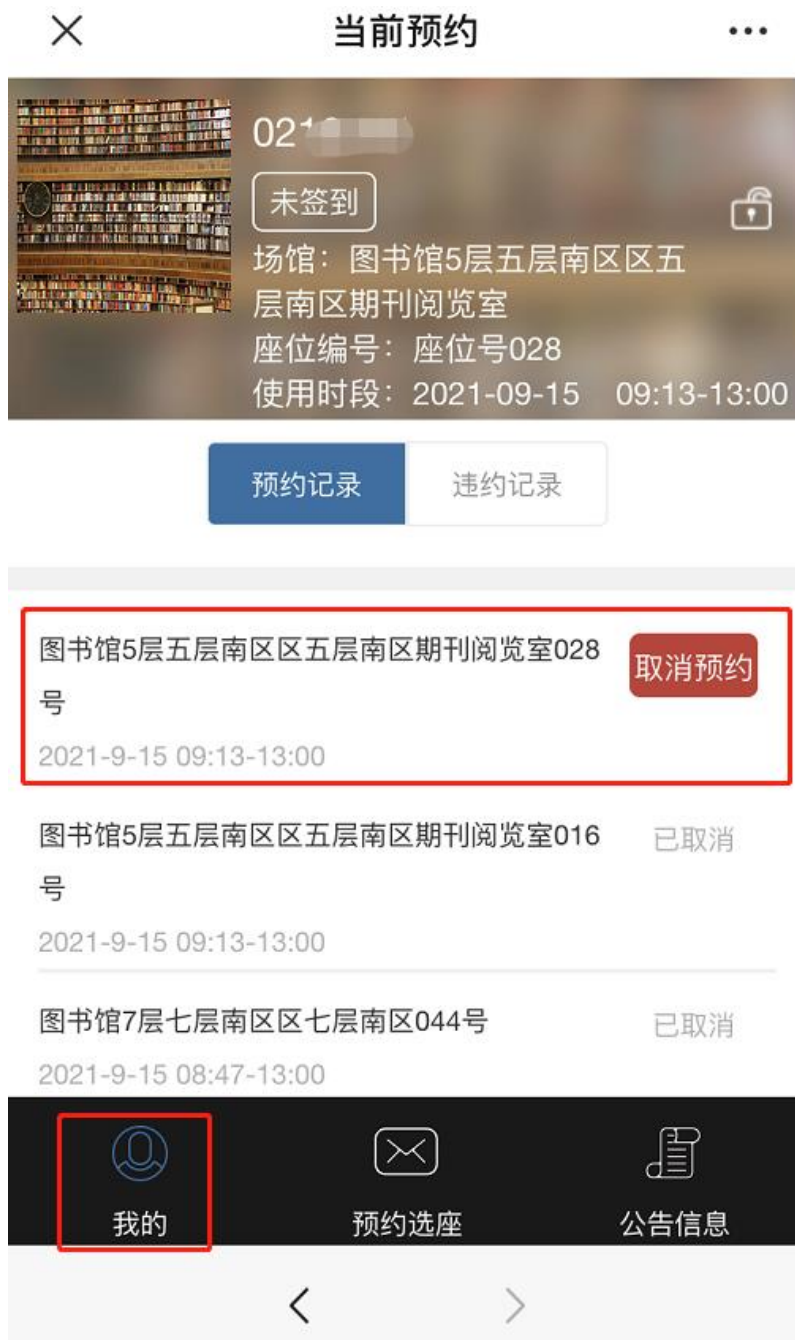 当前预约
021
未签到
场馆：图书馆5层五层南区区五
层南区期刊阅览室
座位编号：座位号028
使用时段：2021-09-15 09:13-13:00
预约记录 违约记录
图书馆5层五层南区区五层南区期刊阅览室028
号
取消预约
2021-9-15 09:13-13:00
图书馆5层五层南区区五层南区期刊阅览室016
号
已取消
2021-9-15 09:13-13:00
图书馆7层七层南区区七层南区044号
已取消
2021-9-15 08:47-13:00
我的 预约选座 公告信息